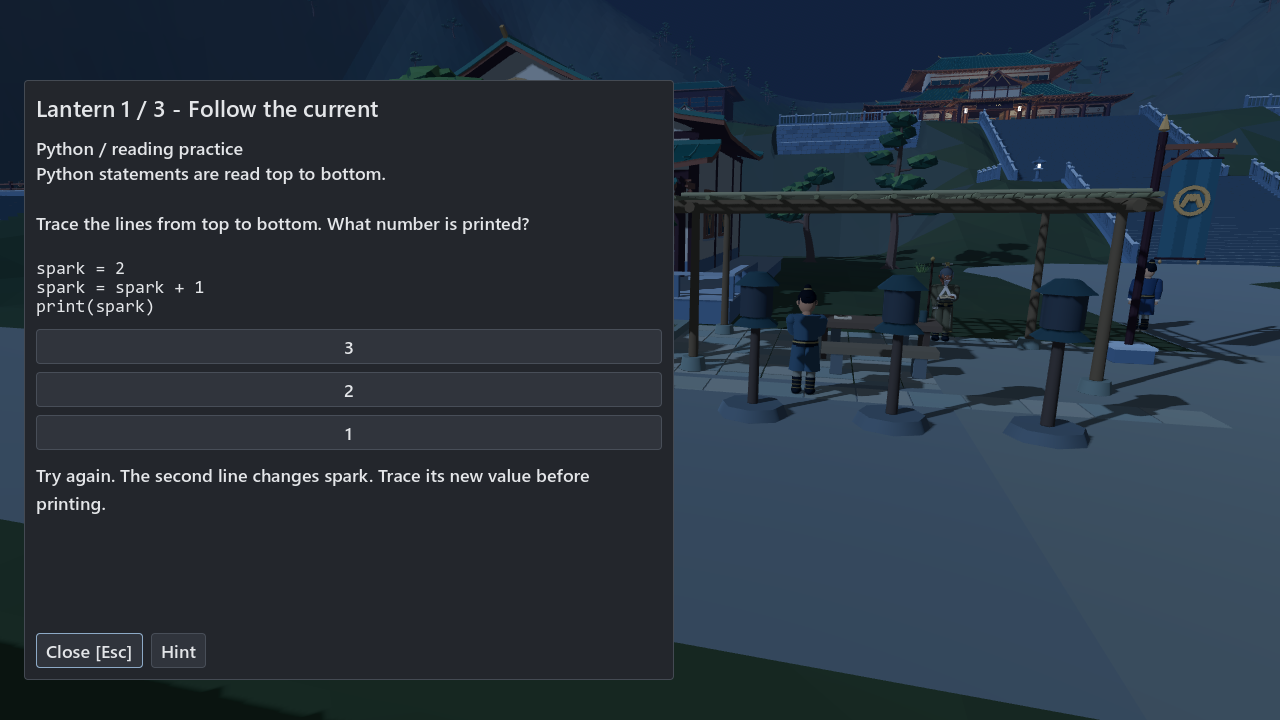 Lantern 1 / 3 - Follow the current
Python / reading practice
Python statements are read top to bottom.
Trace the lines from top to bottom. What number is printed?
spark = 2
spark = spark + 1
print(spark)
3
2
1
Try again. The second line changes spark. Trace its new value before
printing.
Close [Esc]
Hint